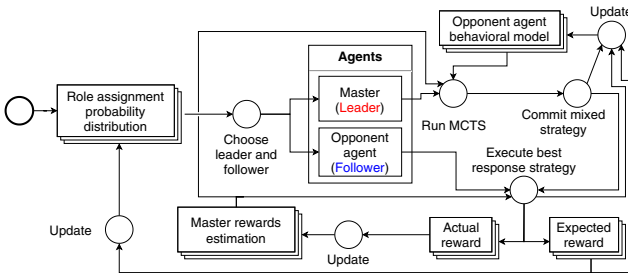 Opponent agent
behavioral model
Update
Agents
Role assignment
probability
distribution
Master
(Leader)
Choose
leader and
follower
Run MCTS
Commit mixed
strategy
Opponent
agent
(Follower)
Execute best
response strategy
Update
Master rewards
estimation
Update
Actual
reward
Expected
reward